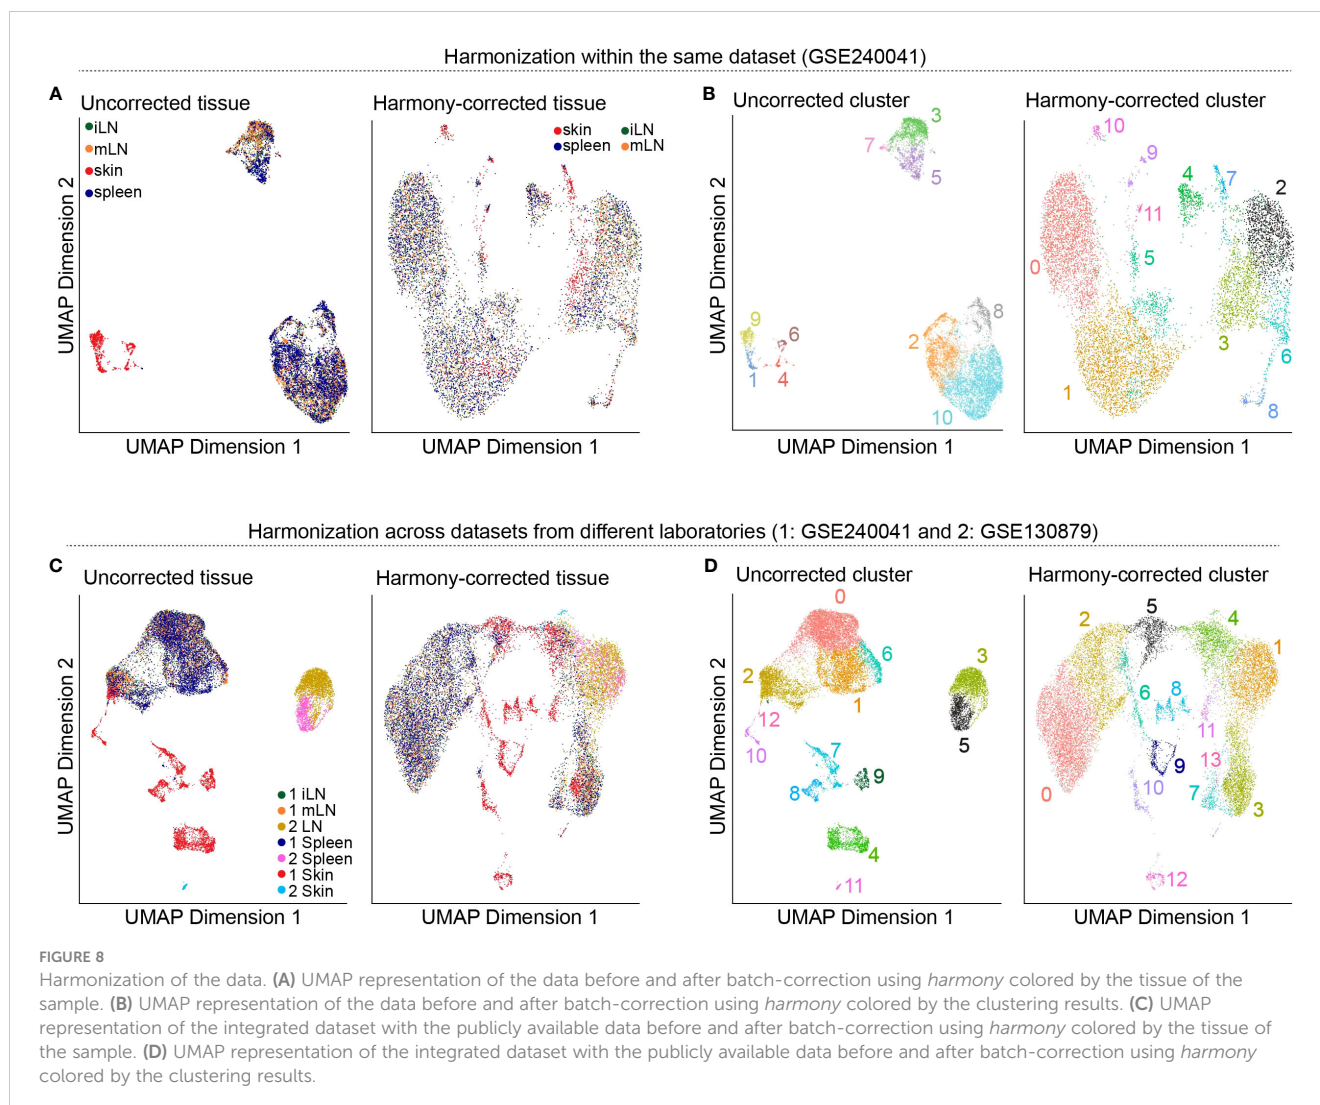 Harmonization within the same dataset (GSE240041)
A
Uncorrected tissue
iLN
mLN
skin
spleen
UMAP Dimension 2
UMAP Dimension 1
Harmony-corrected tissue
skin
iLN
spleen
mLN
UMAP Dimension 1
B
Uncorrected cluster
3
7
5
9
6
1
4
8
2
10
UMAP Dimension 2
UMAP Dimension 1
Harmony-corrected cluster
10
9
4
7
2
11
0
5
3
6
1
8
UMAP Dimension 1
Harmonization across datasets from different laboratories (1: GSE240041 and 2: GSE130879)
C
Uncorrected tissue
1 iLN
1 mLN
2 LN
1 Spleen
2 Spleen
1 Skin
2 Skin
UMAP Dimension 2
UMAP Dimension 1
Harmony-corrected tissue
UMAP Dimension 1
D
Uncorrected cluster
0
6
3
2
1
12
5
10
7
9
8
4
11
UMAP Dimension 2
UMAP Dimension 1
Harmony-corrected cluster
5
2
4
1
6
8
11
9
13
10
7
0
3
12
UMAP Dimension 1
FIGURE 8
Harmonization of the data. (A) UMAP representation of the data before and after batch-correction using harmony colored by the tissue of the
sample. (B) UMAP representation of the data before and after batch-correction using harmony colored by the clustering results. (C) UMAP
representation of the integrated dataset with the publicly available data before and after batch-correction using harmony colored by the tissue of
the sample. (D) UMAP representation of the integrated dataset with the publicly available data before and after batch-correction using harmony
colored by the clustering results.